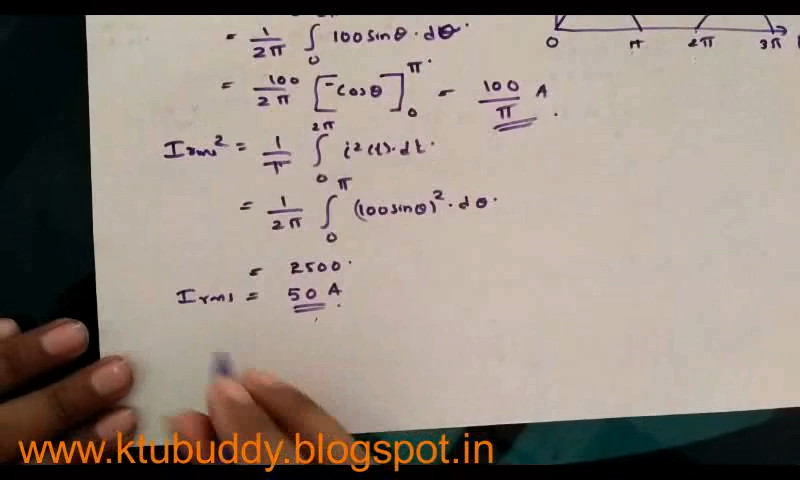 = 1/2π ∫₀ 100sinθ·dθ·
0 π 2π 3π
= 100/2π [-cosθ]₀^π = 100/π A.
Irms² = 1/T ∫₀^2π i²(t)·dt·
= 1/2π ∫₀^π (100sinθ)²·dθ·
= 2500·
Irms = 50 A.
www.ktubuddy.blogspot.in